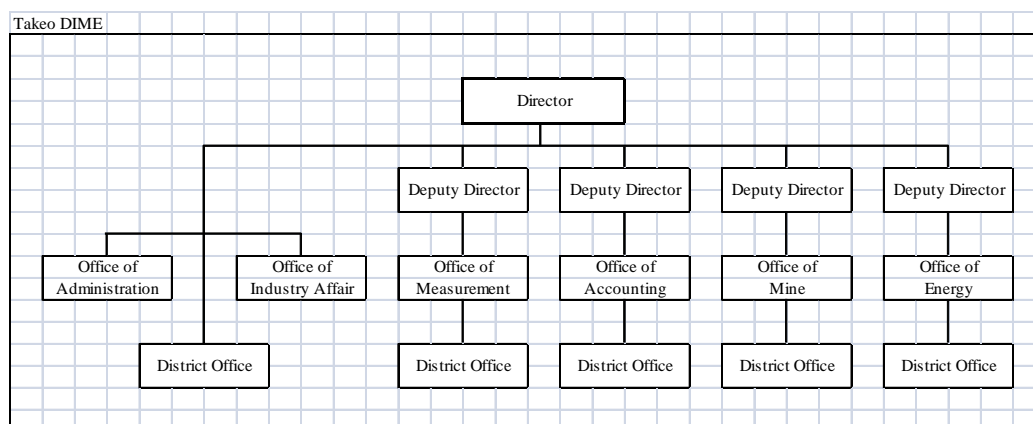 Takeo DIME
Director
Deputy Director
Deputy Director
Deputy Director
Deputy Director
Office of
Administration
Office of
Industry Affair
Office of
Measurement
Office of
Accounting
Office of
Mine
Office of
Energy
District Office
District Office
District Office
District Office
District Office